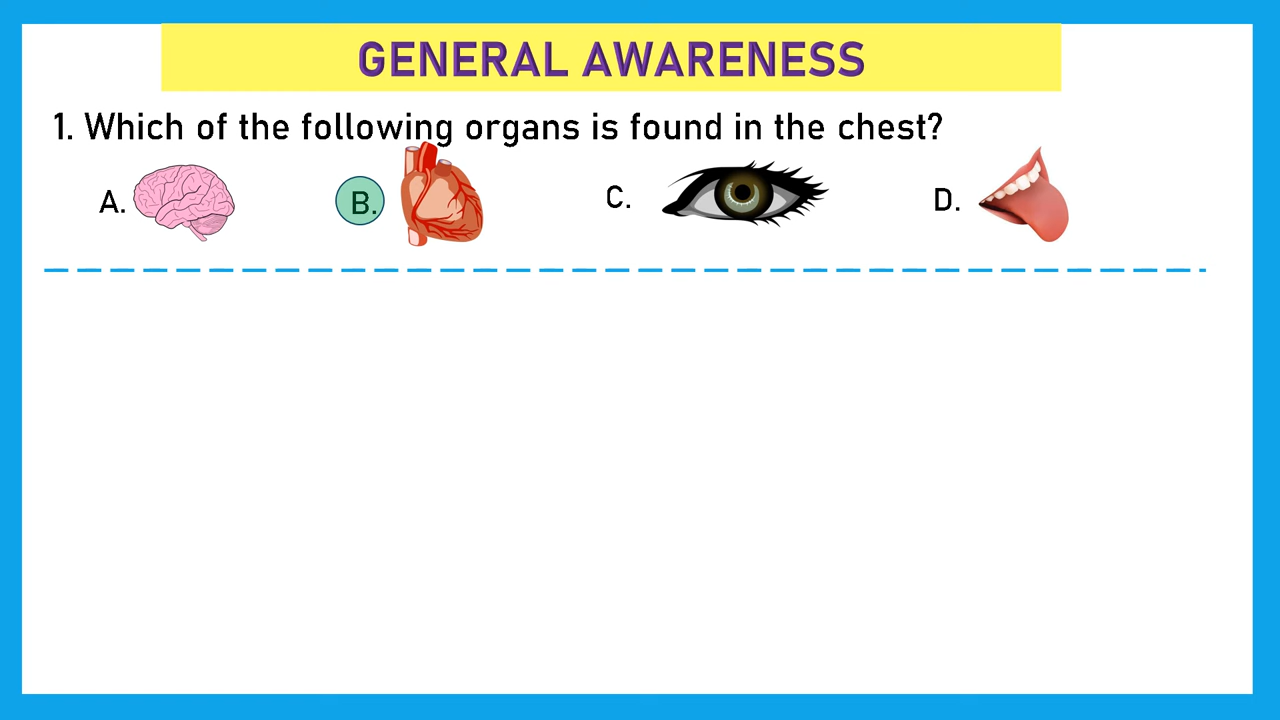 GENERAL AWARENESS
1. Which of the following organs is found in the chest?
A. B. C. D.